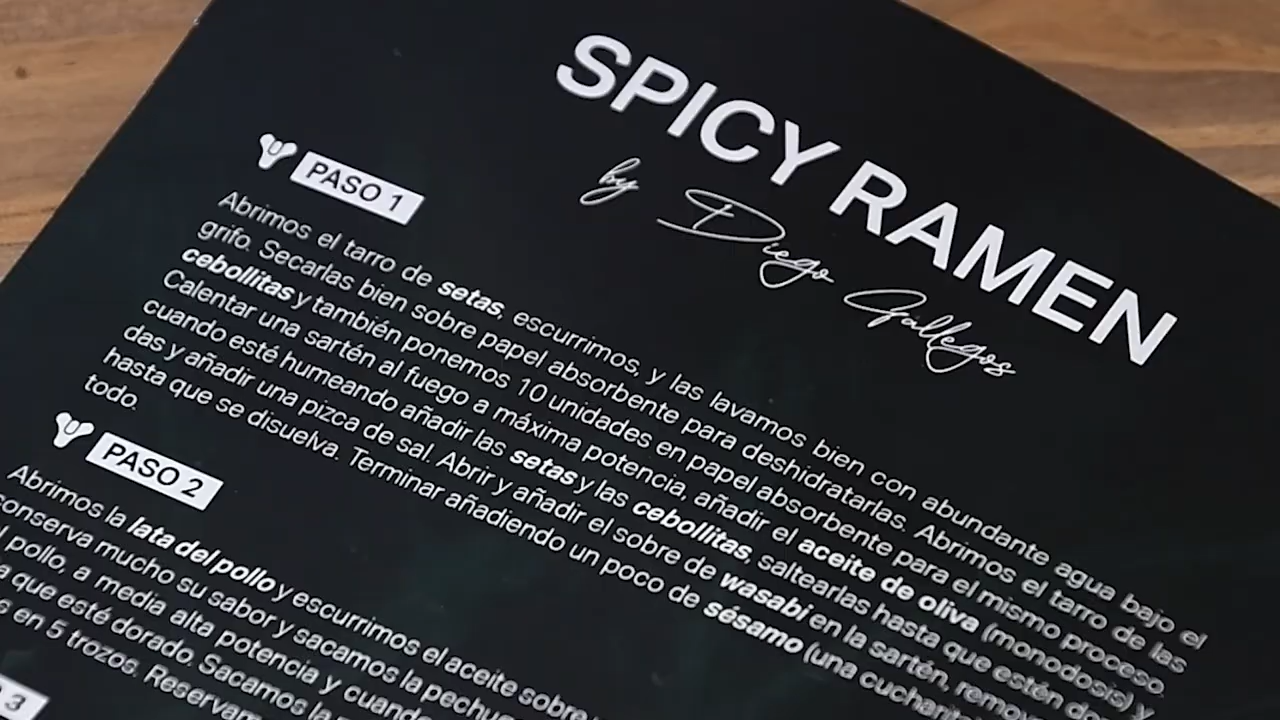 SPICY RAMEN
by Diego Gallegos
PASO 1
Abrimos el tarro de setas, escurrimos, y las lavamos bien con abundante agua bajo el
grifo. Secarlas bien sobre papel absorbente para deshidratarlas. Abrimos el tarro de las
cebollitas y también ponemos 10 unidades en papel absorbente para el mismo proceso.
Calentar una sartén al fuego a máxima potencia, añadir el aceite de oliva (monodosis) y
cuando esté humeando añadir las setas y las cebollitas, saltearlas hasta que estén
das y añadir una pizca de sal. Abrir y añadir el sobre de wasabi en la sartén,
hasta que se disuelva. Terminar añadiendo un poco de sésamo (una
todo.
PASO 2
Abrimos la lata del pollo y escurrimos el aceite sobre
conserva mucho su sabor y sacamos la
pollo, a media alta potencia y
que esté dorado. Sacamos la
en 5 trozos.
3